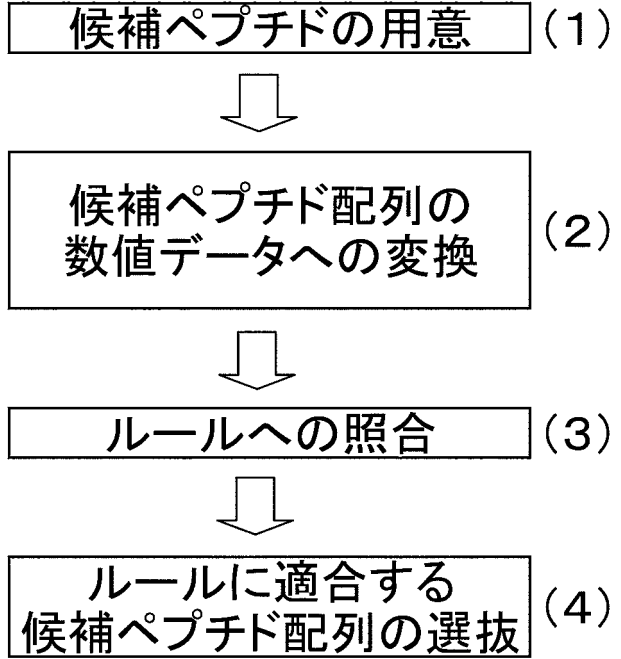 候補ペプチドの用意 (1)
候補ペプチド配列の
数値データへの変換 (2)
ルールへの照合 (3)
ルールに適合する
候補ペプチド配列の選抜 (4)